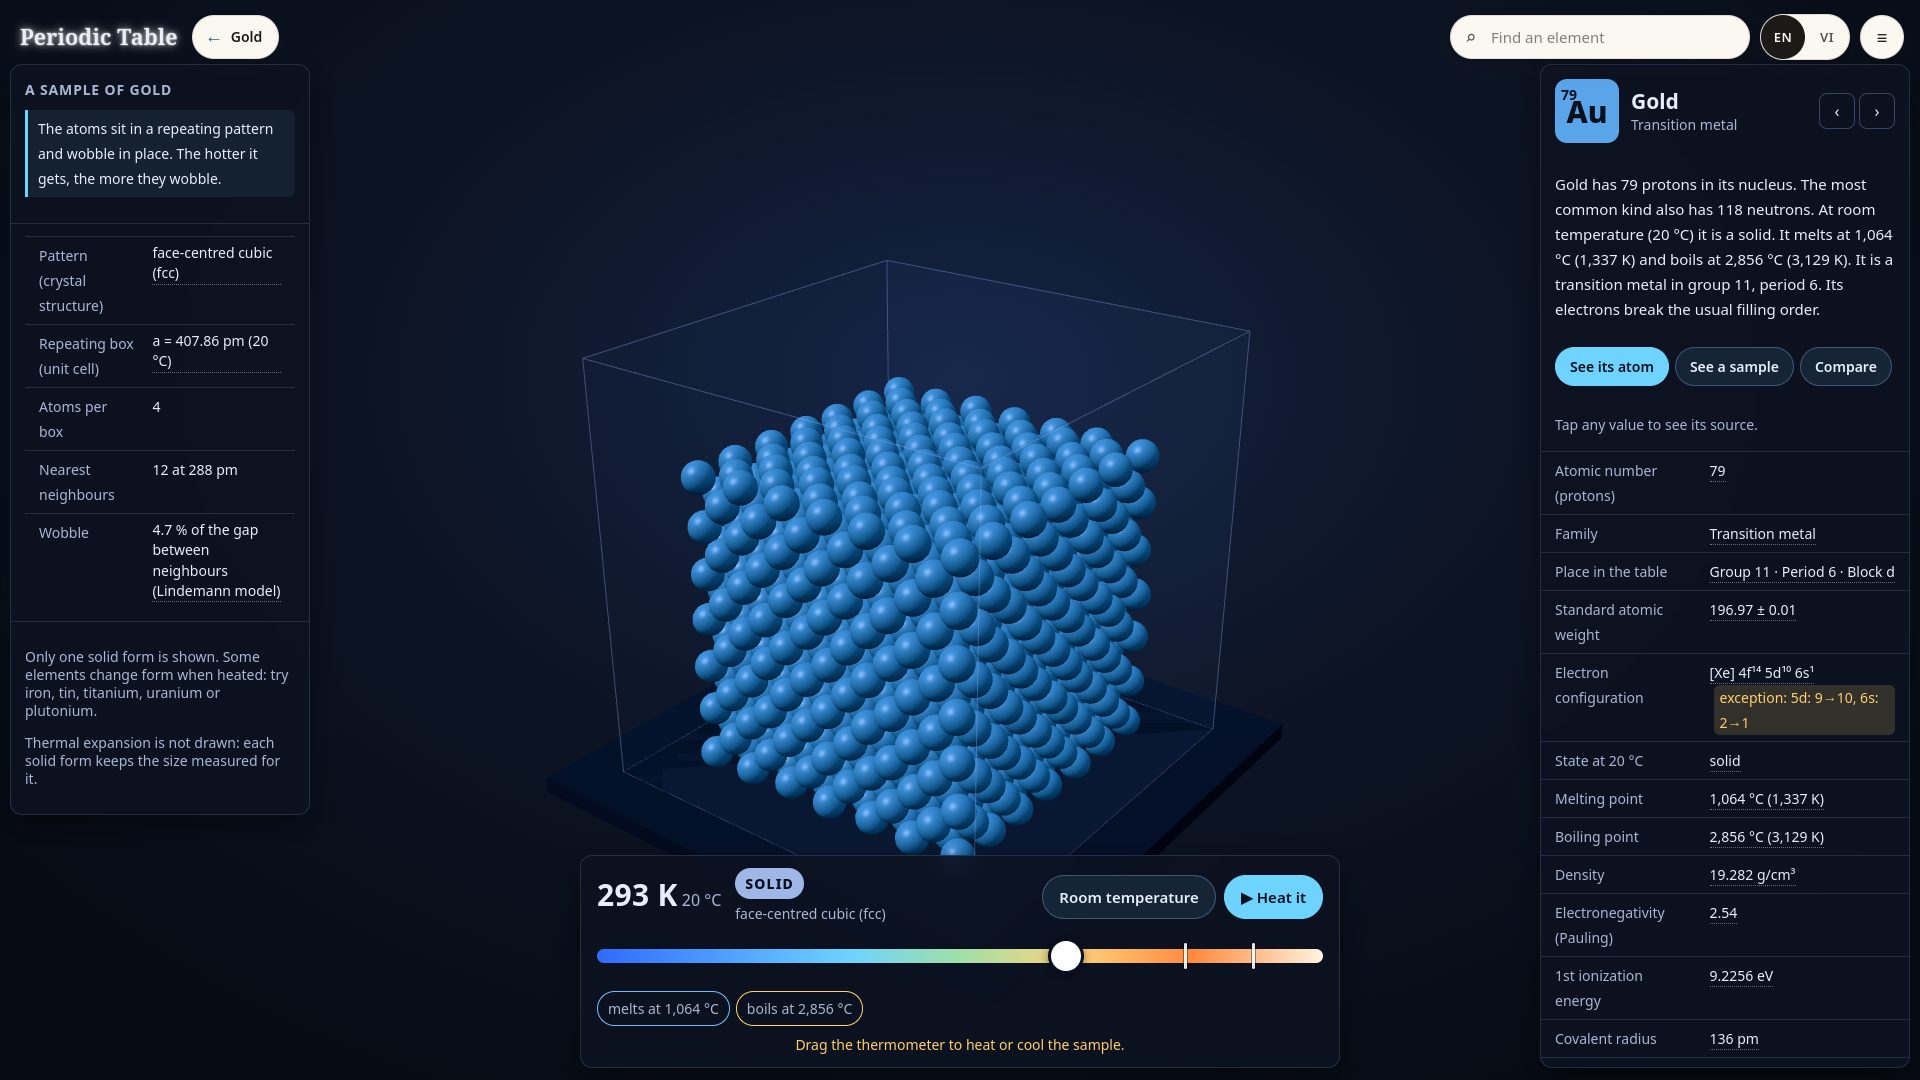 Periodic Table
← Gold
Find an element
EN
VI
≡
A SAMPLE OF GOLD
The atoms sit in a repeating pattern
and wobble in place. The hotter it
gets, the more they wobble.
Pattern
(crystal
structure)
face-centred cubic
(fcc)
Repeating box
(unit cell)
a = 407.86 pm (20
°C)
Atoms per
box
4
Nearest
neighbours
12 at 288 pm
Wobble
4.7 % of the gap
between
neighbours
(Lindemann model)
Only one solid form is shown. Some
elements change form when heated: try
iron, tin, titanium, uranium or
plutonium.
Thermal expansion is not drawn: each
solid form keeps the size measured for
it.
293 K 20 °C
SOLID
face-centred cubic (fcc)
Room temperature
▶ Heat it
melts at 1,064 °C
boils at 2,856 °C
Drag the thermometer to heat or cool the sample.
79
Au
Gold
Transition metal
‹
›
Gold has 79 protons in its nucleus. The most
common kind also has 118 neutrons. At room
temperature (20 °C) it is a solid. It melts at 1,064
°C (1,337 K) and boils at 2,856 °C (3,129 K). It is a
transition metal in group 11, period 6. Its
electrons break the usual filling order.
See its atom
See a sample
Compare
Tap any value to see its source.
Atomic number
(protons)
79
Family
Transition metal
Place in the table
Group 11 · Period 6 · Block d
Standard atomic
weight
196.97 ± 0.01
Electron
configuration
[Xe] 4f¹⁴ 5d¹⁰ 6s¹
exception: 5d: 9→10, 6s:
2→1
State at 20 °C
solid
Melting point
1,064 °C (1,337 K)
Boiling point
2,856 °C (3,129 K)
Density
19.282 g/cm³
Electronegativity
(Pauling)
2.54
1st ionization
energy
9.2256 eV
Covalent radius
136 pm